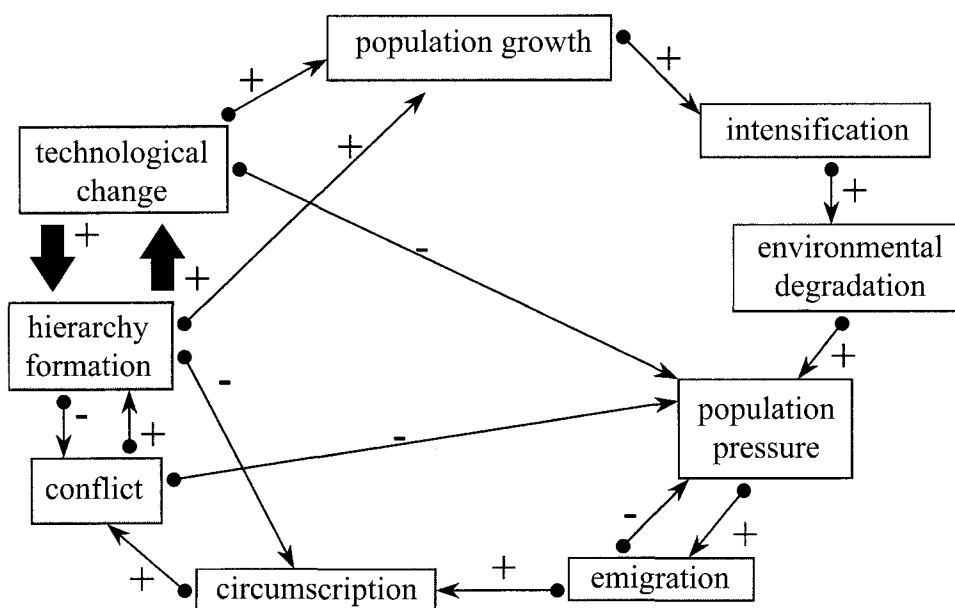 population growth
+
+
intensification
technological
change
+
+
-
environmental
degradation
+
+
+
hierarchy
formation
-
-
+
-
population
pressure
conflict
-
+
+
+
circumscription
emigration